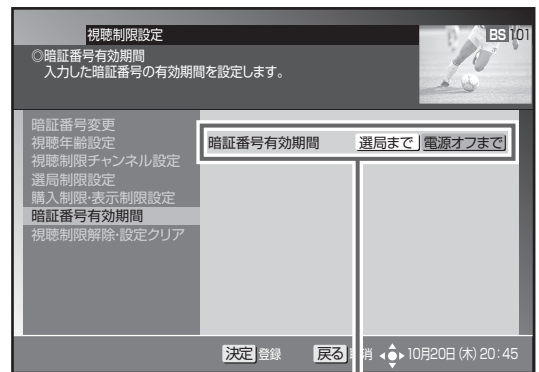 視聴制限設定
BS 101
◎暗証番号有効期間
入力した暗証番号の有効期間を設定します。
暗証番号変更
視聴年齢設定
視聴制限チャンネル設定
選局制限設定
購入制限・表示制限設定
暗証番号有効期間
視聴制限解除・設定クリア
暗証番号有効期間 選局まで 電源オフまで
決定 登録 戻る 取消 10月20日(木) 20:45